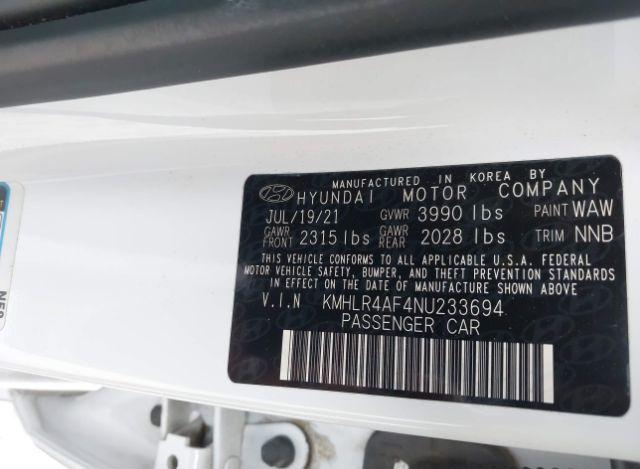 MANUFACTURED IN KOREA BY
HYUNDAI MOTOR COMPANY
JUL/19/21 GVWR 3990 lbs PAINT WAW
GAWR FRONT 2315 lbs GAWR REAR 2028 lbs TRIM NNB
THIS VEHICLE CONFORMS TO ALL APPLICABLE U.S.A. FEDERAL
MOTOR VEHICLE SAFETY, BUMPER, AND THEFT PREVENTION STANDARDS
IN EFFECT ON THE DATE OF MANUFACTURE SHOWN ABOVE.
V.I.N KMHLR4AF4NU233694
PASSENGER CAR